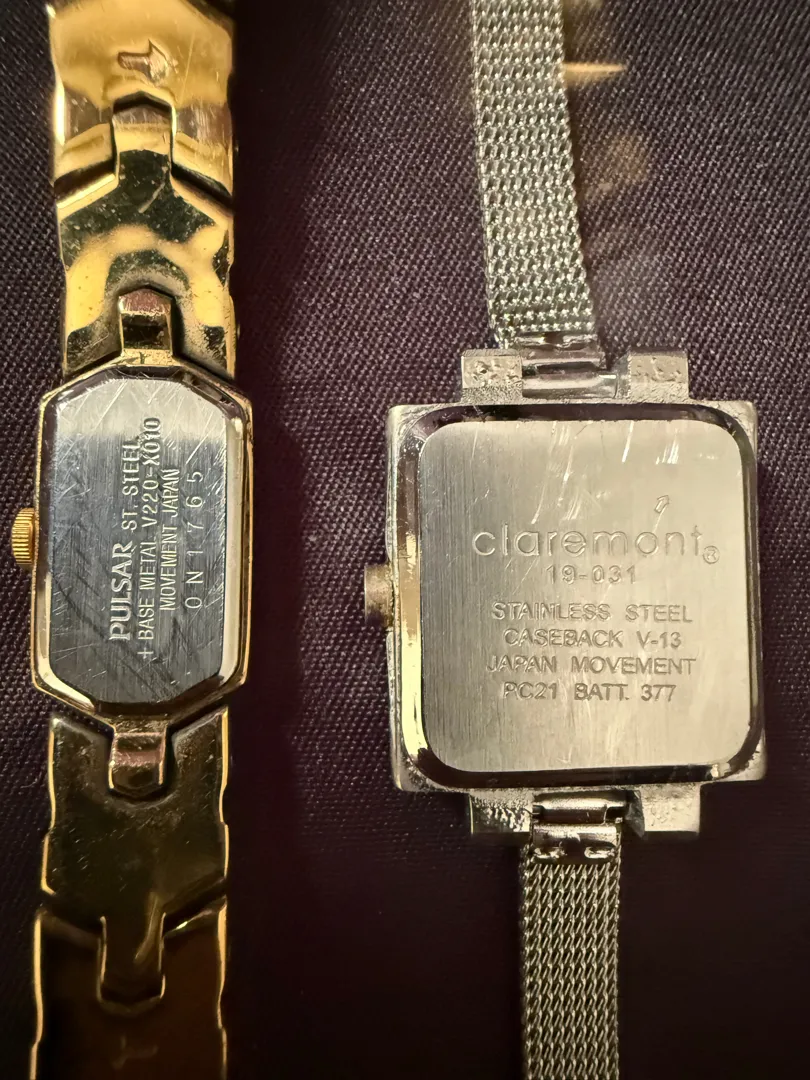 PULSAR ST. STEEL
+BASE METAL V220-X010
MOVEMENT JAPAN
0N1765
claremont®
19-031
STAINLESS STEEL
CASEBACK V-13
JAPAN MOVEMENT
PC21 BATT. 377